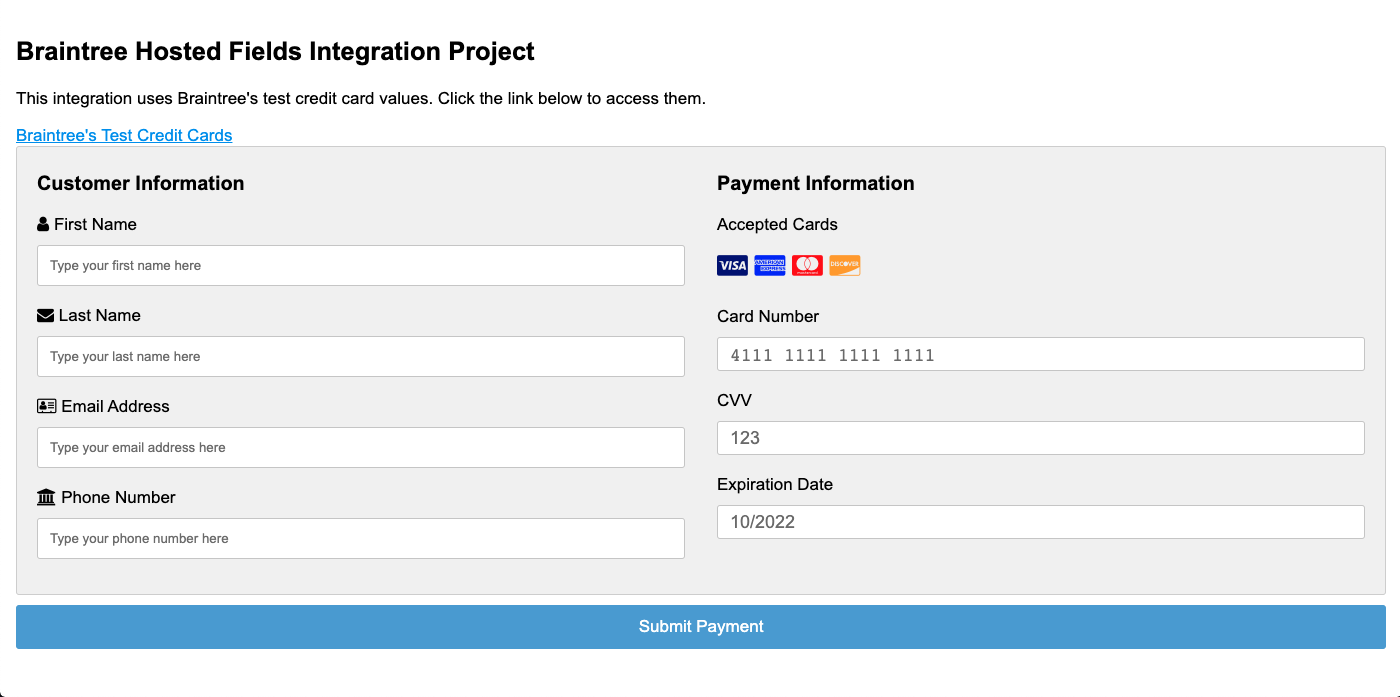 Braintree Hosted Fields Integration Project
This integration uses Braintree's test credit card values. Click the link below to access them.
Braintree's Test Credit Cards
Customer Information
First Name
Type your first name here
Last Name
Type your last name here
Email Address
Type your email address here
Phone Number
Type your phone number here
Payment Information
Accepted Cards
VISA AMERICAN EXPRESS mastercard DISCOVER
Card Number
4111 1111 1111 1111
CVV
123
Expiration Date
10/2022
Submit Payment